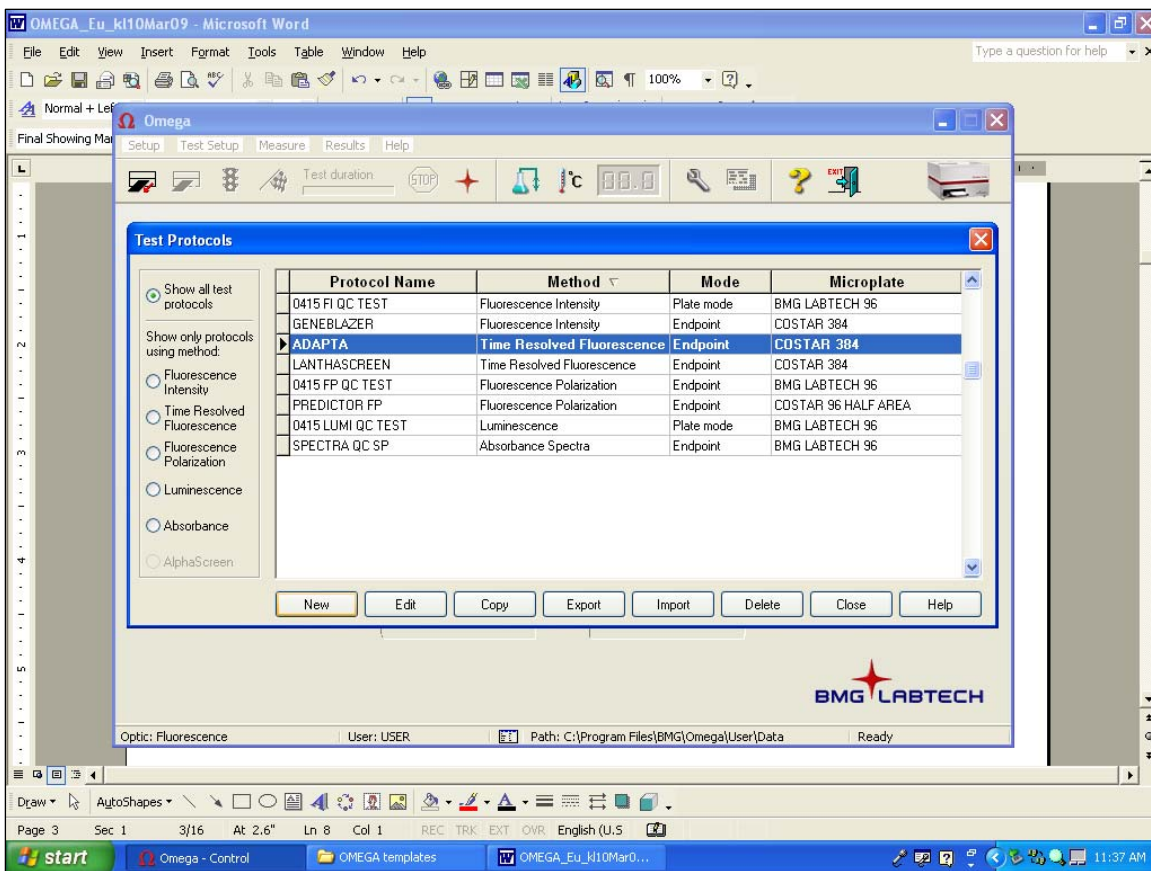 OMEGA_Eu_kl10Mar09 - Microsoft Word
File Edit View Insert Format Tools Table Window Help
Type a question for help
100%
Normal + Lef
Final Showing Mar
Omega
Setup Test Setup Measure Results Help
Test duration
STOP
°C
EXIT
Test Protocols
Show all test protocols
Show only protocols using method:
Fluorescence Intensity
Time Resolved Fluorescence
Fluorescence Polarization
Luminescence
Absorbance
AlphaScreen
Protocol Name Method Mode Microplate
0415 FI QC TEST Fluorescence Intensity Plate mode BMG LABTECH 96
GENEBLAZER Fluorescence Intensity Endpoint COSTAR 384
ADAPTA Time Resolved Fluorescence Endpoint COSTAR 384
LANTHASCREEN Time Resolved Fluorescence Endpoint COSTAR 384
0415 FP QC TEST Fluorescence Polarization Endpoint BMG LABTECH 96
PREDICTOR FP Fluorescence Polarization Endpoint COSTAR 96 HALF AREA
0415 LUMI QC TEST Luminescence Plate mode BMG LABTECH 96
SPECTRA QC SP Absorbance Spectra Endpoint BMG LABTECH 96
New Edit Copy Export Import Delete Close Help
BMG LABTECH
Optic: Fluorescence User: USER Path: C:\Program Files\BMG\Omega\User\Data Ready
Draw AutoShapes
Page 3 Sec 1 3/16 At 2.6" Ln 8 Col 1 REC TRK EXT OVR English (U.S
start Omega - Control OMEGA templates OMEGA_Eu_kl10Mar0... 11:37 AM